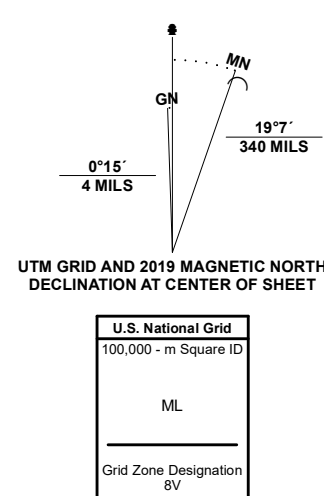 MN
GN
19°7´
340 MILS
0°15´
4 MILS
UTM GRID AND 2019 MAGNETIC NORTH
DECLINATION AT CENTER OF SHEET
U.S. National Grid
100,000 - m Square ID
ML
Grid Zone Designation
8V